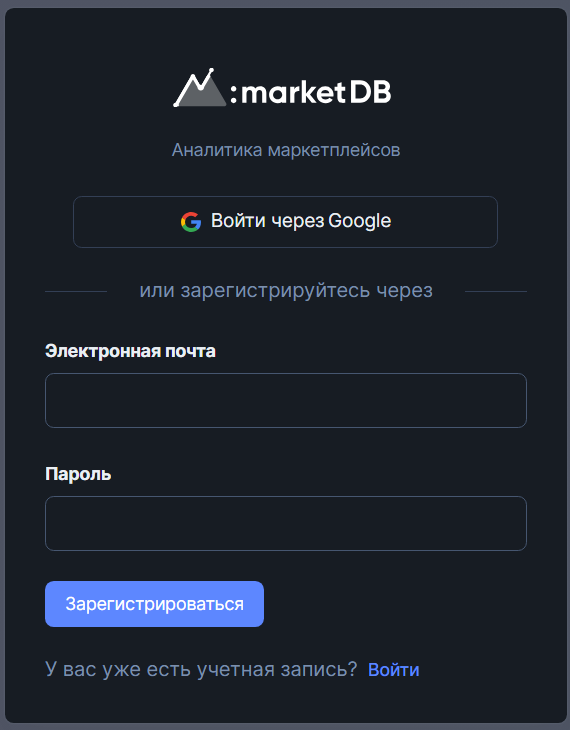 :marketDB
Аналитика маркетплейсов
Войти через Google
или зарегистрируйтесь через
Электронная почта
Пароль
Зарегистрироваться
У вас уже есть учетная запись? Войти